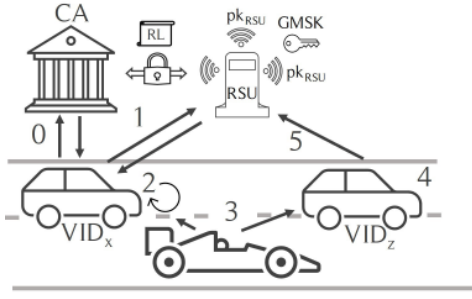 CA
RL
pk_RSU
GMSK
pk_RSU
RSU
0
1
5
2
3
4
VID_x
VID_z